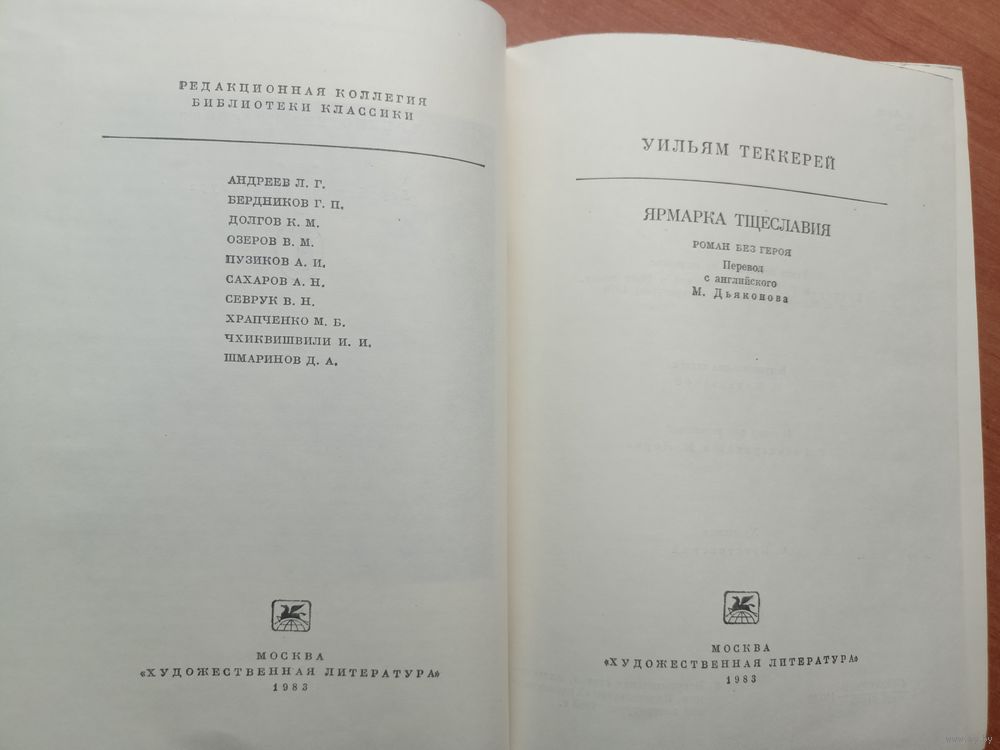 РЕДАКЦИОННАЯ КОЛЛЕГИЯ
БИБЛИОТЕКИ КЛАССИКИ
АНДРЕЕВ Л. Г.
БЕРДНИКОВ Г. П.
ДОЛГОВ К. М.
ОЗЕРОВ В. М.
ПУЗИКОВ А. И.
САХАРОВ А. Н.
СЕВРУК В. Н.
ХРАПЧЕНКО М. Б.
ЧХИКВИШВИЛИ И. И.
ШМАРИНОВ Д. А.
МОСКВА
«ХУДОЖЕСТВЕННАЯ ЛИТЕРАТУРА»
1983
УИЛЬЯМ ТЕККЕРЕЙ
ЯРМАРКА ТЩЕСЛАВИЯ
РОМАН БЕЗ ГЕРОЯ
Перевод
с английского
М. Дьяконова
МОСКВА
«ХУДОЖЕСТВЕННАЯ ЛИТЕРАТУРА»
1983